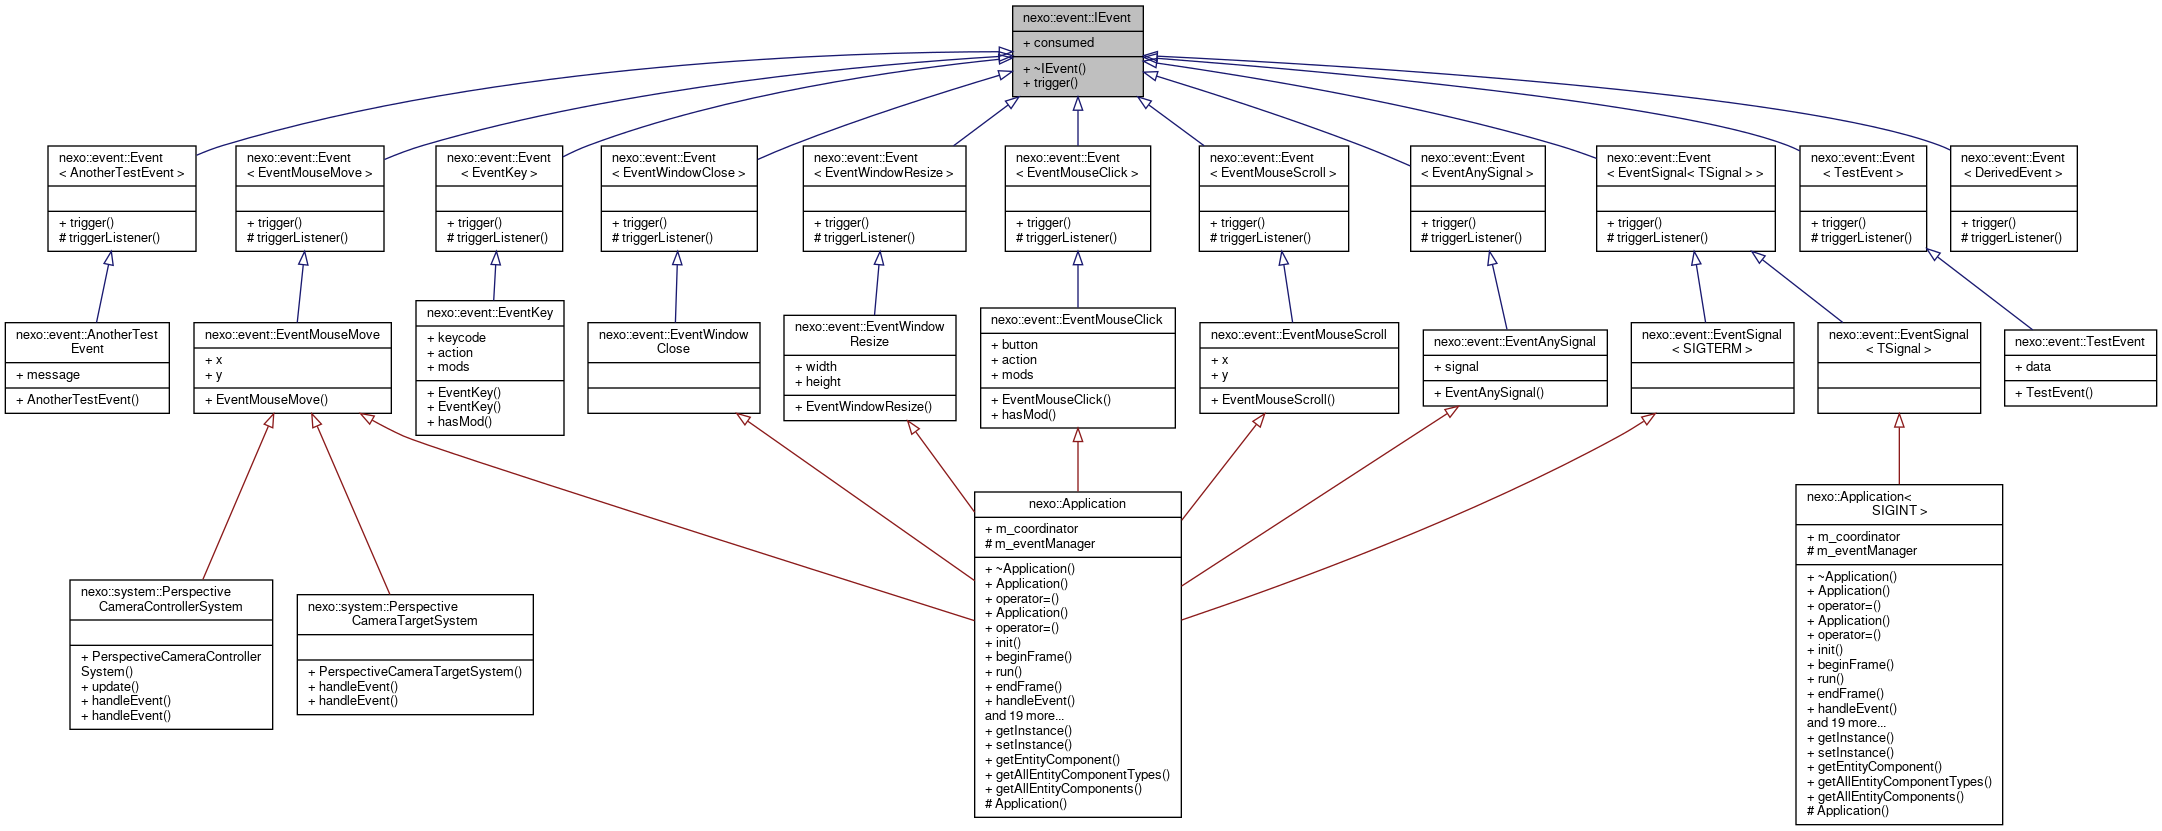 nexo::event::IEvent
+ consumed
+ ~IEvent()
+ trigger()
nexo::event::Event
< AnotherTestEvent >
+ trigger()
# triggerListener()
nexo::event::Event
< EventMouseMove >
+ trigger()
# triggerListener()
nexo::event::Event
< EventKey >
+ trigger()
# triggerListener()
nexo::event::Event
< EventWindowClose >
+ trigger()
# triggerListener()
nexo::event::Event
< EventWindowResize >
+ trigger()
# triggerListener()
nexo::event::Event
< EventMouseClick >
+ trigger()
# triggerListener()
nexo::event::Event
< EventMouseScroll >
+ trigger()
# triggerListener()
nexo::event::Event
< EventAnySignal >
+ trigger()
# triggerListener()
nexo::event::Event
< EventSignal< TSignal > >
+ trigger()
# triggerListener()
nexo::event::Event
< TestEvent >
+ trigger()
# triggerListener()
nexo::event::Event
< DerivedEvent >
+ trigger()
# triggerListener()
nexo::event::AnotherTest
Event
+ message
+ AnotherTestEvent()
nexo::event::EventMouseMove
+ x
+ y
+ EventMouseMove()
nexo::event::EventKey
+ keycode
+ action
+ mods
+ EventKey()
+ EventKey()
+ hasMod()
nexo::event::EventWindow
Close
nexo::event::EventWindow
Resize
+ width
+ height
+ EventWindowResize()
nexo::event::EventMouseClick
+ button
+ action
+ mods
+ EventMouseClick()
+ hasMod()
nexo::event::EventMouseScroll
+ x
+ y
+ EventMouseScroll()
nexo::event::EventAnySignal
+ signal
+ EventAnySignal()
nexo::event::EventSignal
< SIGTERM >
nexo::event::EventSignal
< TSignal >
nexo::event::TestEvent
+ data
+ TestEvent()
nexo::system::Perspective
CameraControllerSystem
+ PerspectiveCameraController
System()
+ update()
+ handleEvent()
+ handleEvent()
nexo::system::Perspective
CameraTargetSystem
+ PerspectiveCameraTargetSystem()
+ handleEvent()
+ handleEvent()
nexo::Application
+ m_coordinator
# m_eventManager
+ ~Application()
+ Application()
+ operator=()
+ Application()
+ operator=()
+ init()
+ beginFrame()
+ run()
+ endFrame()
+ handleEvent()
and 19 more...
+ getInstance()
+ setInstance()
+ getEntityComponent()
+ getAllEntityComponentTypes()
+ getAllEntityComponents()
# Application()
nexo::Application<
SIGINT >
+ m_coordinator
# m_eventManager
+ ~Application()
+ Application()
+ operator=()
+ Application()
+ operator=()
+ init()
+ beginFrame()
+ run()
+ endFrame()
+ handleEvent()
and 19 more...
+ getInstance()
+ setInstance()
+ getEntityComponent()
+ getAllEntityComponentTypes()
+ getAllEntityComponents()
# Application()